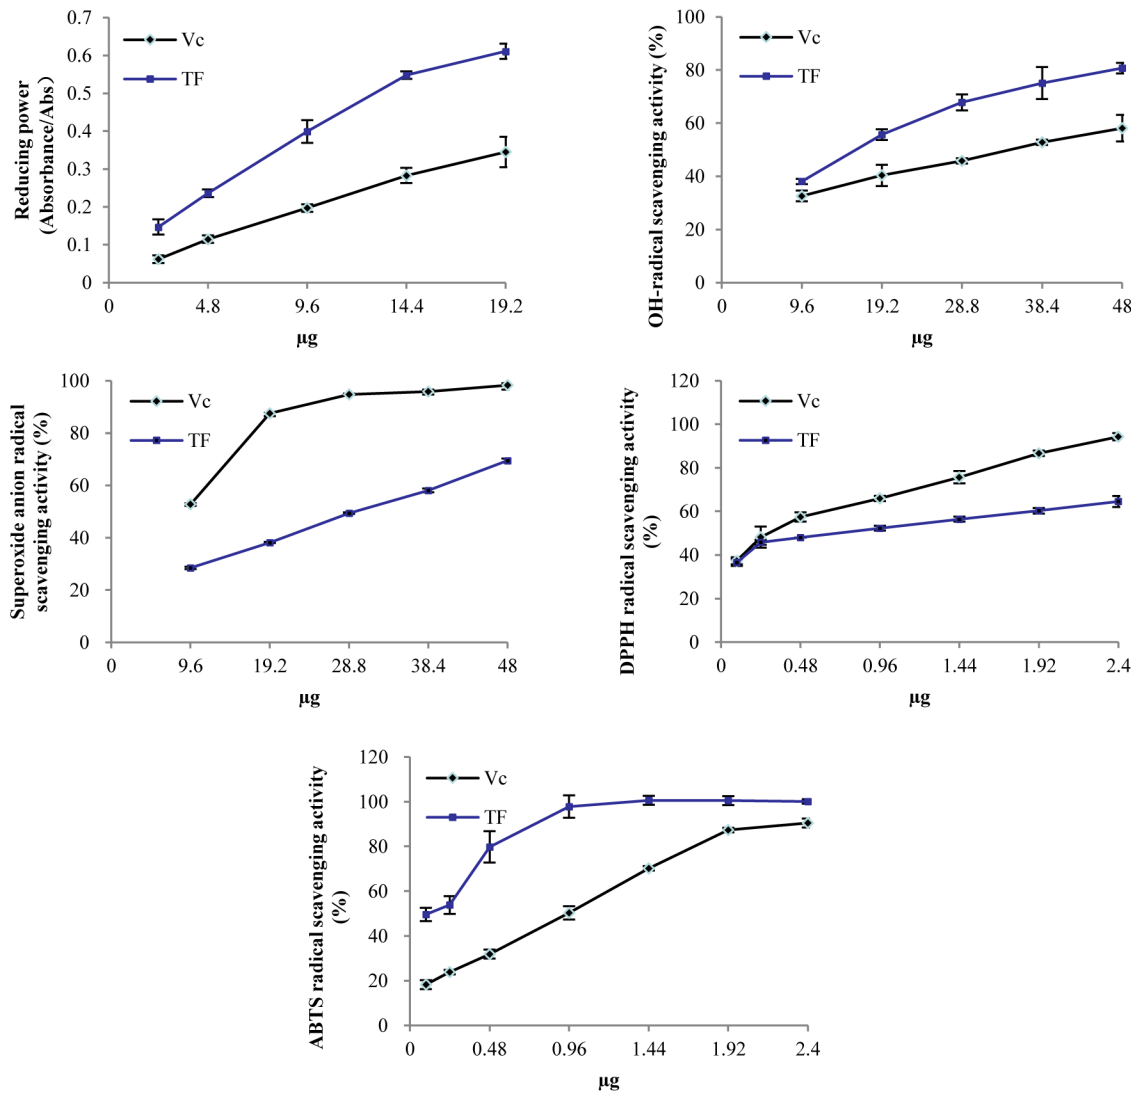 Reducing power
(Absorbance/Abs)
0.7
0.6
0.5
0.4
0.3
0.2
0.1
0
Vc
TF
0 4.8 9.6 14.4 19.2
µg
OH-radical scavenging activity (%)
100
80
60
40
20
0
Vc
TF
0 9.6 19.2 28.8 38.4 48
µg
Superoxide anion radical
scavenging activity (%)
100
80
60
40
20
0
Vc
TF
0 9.6 19.2 28.8 38.4 48
µg
DPPH radical scavenging activity
(%)
120
100
80
60
40
20
0
Vc
TF
0 0.48 0.96 1.44 1.92 2.4
µg
ABTS radical scavenging activity
(%)
120
100
80
60
40
20
0
Vc
TF
0 0.48 0.96 1.44 1.92 2.4
µg